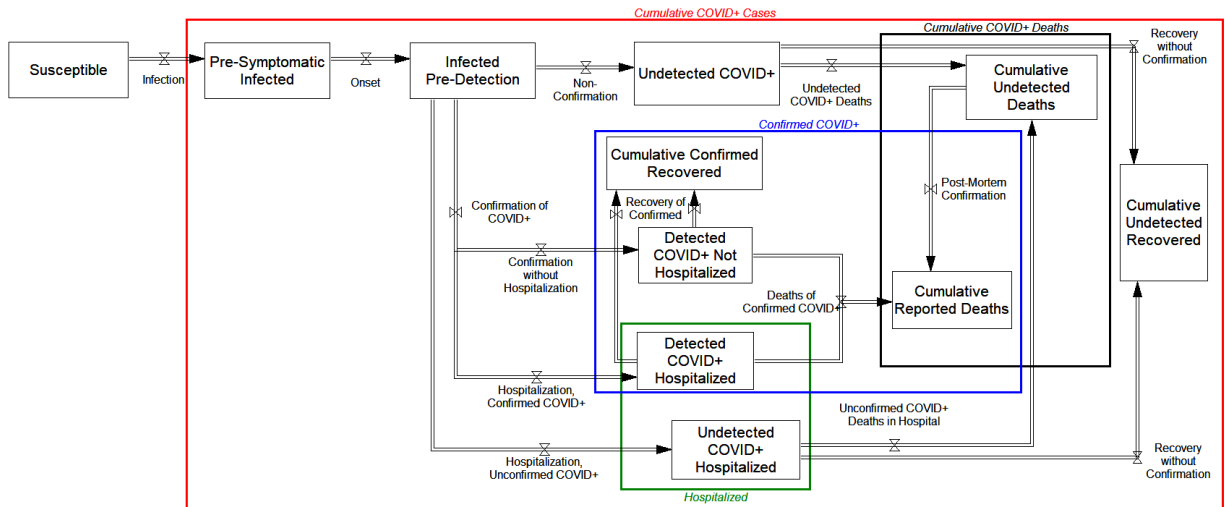 Cumulative COVID+ Cases
Susceptible
Infection
Pre-Symptomatic
Infected
Onset
Infected
Pre-Detection
Non-
Confirmation
Undetected COVID+
Undetected
COVID+ Deaths
Cumulative COVID+ Deaths
Cumulative
Undetected
Deaths
Recovery
without
Confirmation
Confirmed COVID+
Cumulative Confirmed
Recovered
Post-Mortem
Confirmation
Cumulative
Undetected
Recovered
Confirmation of
COVID+
Recovery of
Confirmed
Detected
COVID+ Not
Hospitalized
Confirmation
without
Hospitalization
Deaths of
Confirmed COVID+
Cumulative
Reported Deaths
Detected
COVID+
Hospitalized
Hospitalization,
Confirmed COVID+
Unconfirmed COVID+
Deaths in Hospital
Undetected
COVID+
Hospitalized
Hospitalization,
Unconfirmed COVID+
Recovery
without
Confirmation
Hospitalized